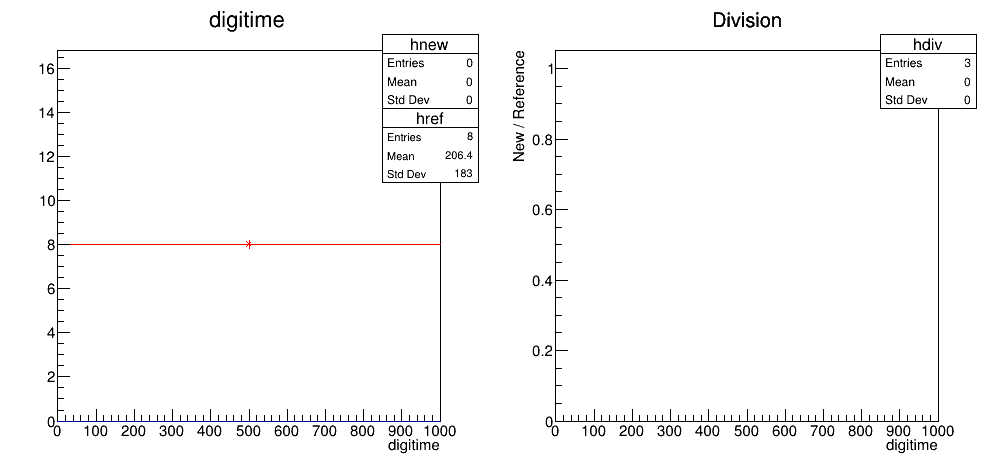 digitime
hnew
Entries 0
Mean 0
Std Dev 0
href
Entries 8
Mean 206.4
Std Dev 183
16
14
12
10
8
6
4
2
0
0 100 200 300 400 500 600 700 800 900 1000
digitime
Division
hdiv
Entries 3
Mean 0
Std Dev 0
New / Reference
1
0.8
0.6
0.4
0.2
0
0 100 200 300 400 500 600 700 800 900 1000
digitime